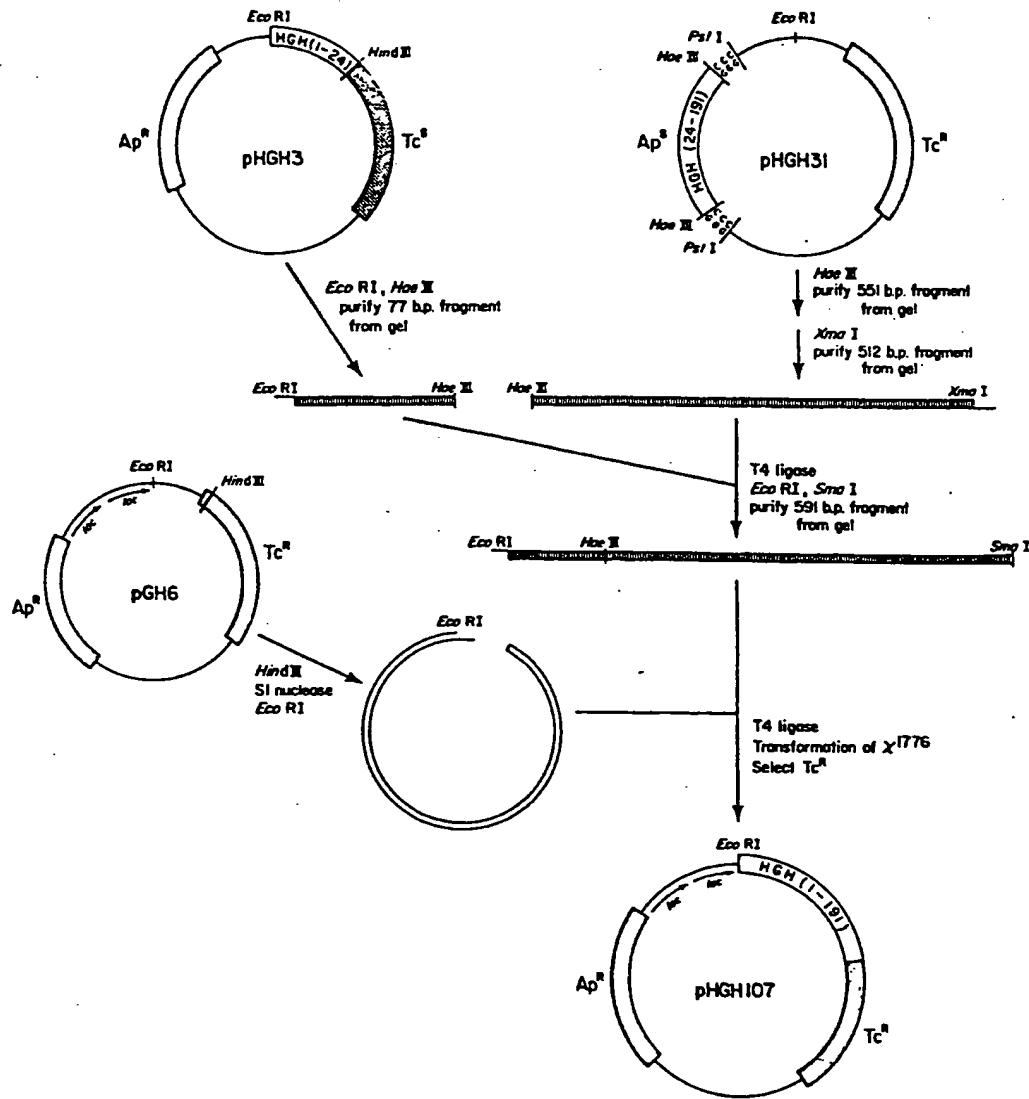 Eco RI
HGH(1-24)
Hind III
Ap^R
Tc^S
pHGH3
Eco RI
Pst I
Hae III
Ap^S
HGH (24-191)
Tc^R
pHGH31
Hae III
Pst I
Eco RI, Hae III
purify 77 b.p. fragment
from gel
Hae III
purify 551 b.p. fragment
from gel
Xma I
purify 512 b.p. fragment
from gel
Eco RI
Hae III
Hae III
Xma I
T4 ligase
Eco RI, Sma I
purify 591 b.p. fragment
from gel
Eco RI
Hind III
lac
lac
Tc^R
Ap^R
pGH6
Eco RI
Hae III
Sma I
Hind III
S1 nuclease
Eco RI
Eco RI
T4 ligase
Transformation of χ1776
Select Tc^R
Eco RI
lac
lac
HGH (1-191)
Ap^R
pHGH107
Tc^R